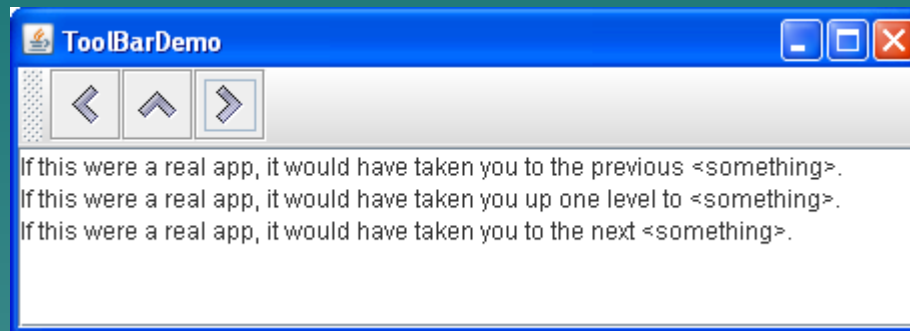 ToolBarDemo
If this were a real app, it would have taken you to the previous <something>.
If this were a real app, it would have taken you up one level to <something>.
If this were a real app, it would have taken you to the next <something>.